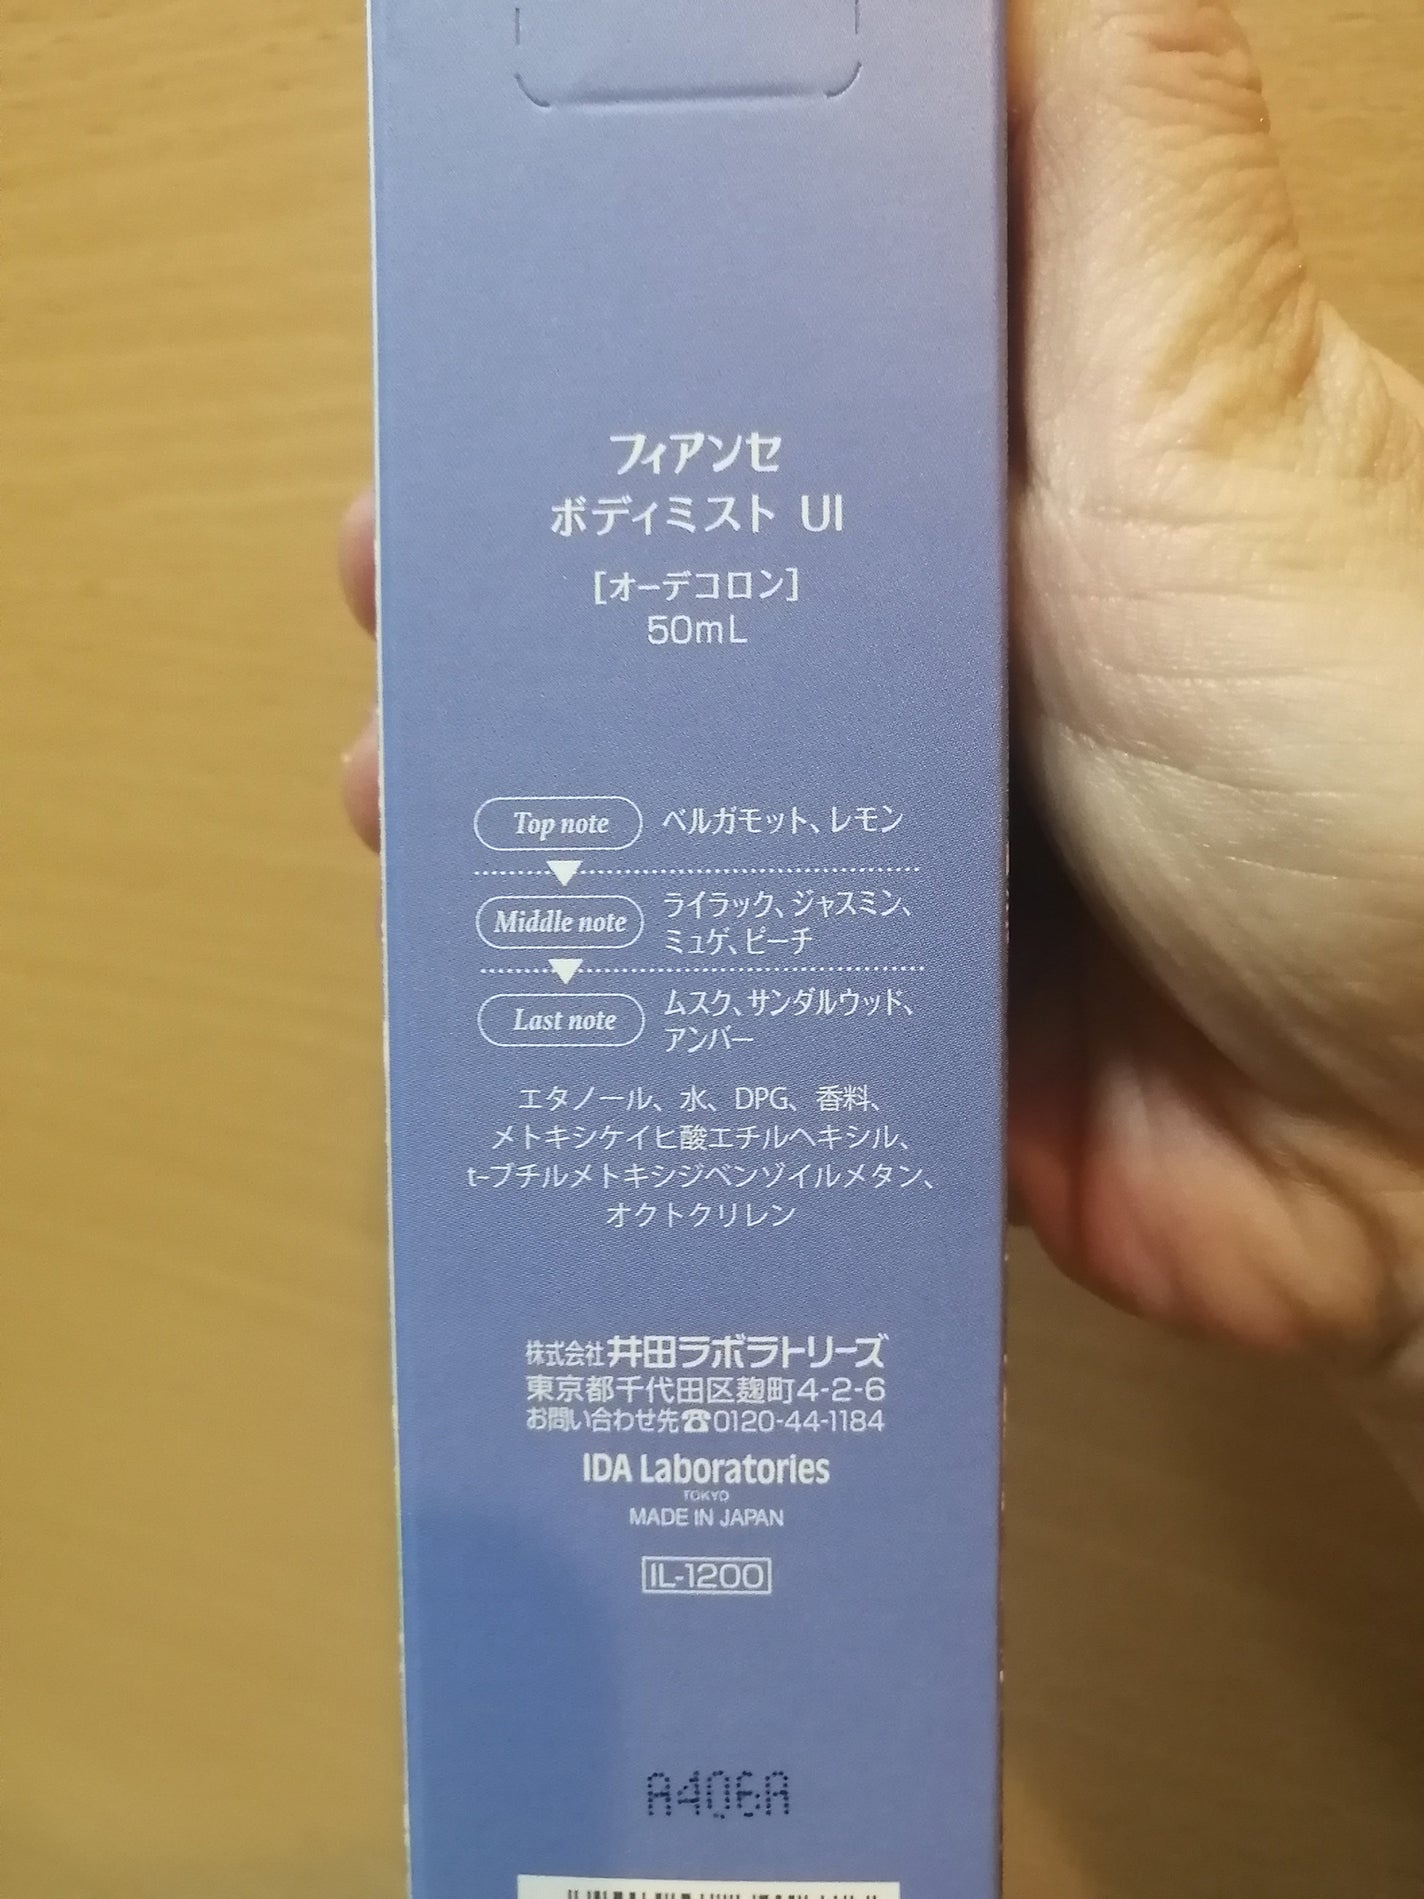 フィアンセ
ボディミスト UI
[オーデコロン]
50mL
Top note ベルガモット、レモン
Middle note ライラック、ジャスミン、
ミュゲ、ピーチ
Last note ムスク、サンダルウッド、
アンバー
エタノール、水、DPG、香料、
メトキシケイヒ酸エチルヘキシル、
t-ブチルメトキシジベンゾイルメタン、
オクトクリレン
株式会社井田ラボラトリーズ
東京都千代田区麹町4-2-6
お問い合わせ先☎0120-44-1184
IDA Laboratories
TOKYO
MADE IN JAPAN
IL-1200
A406A